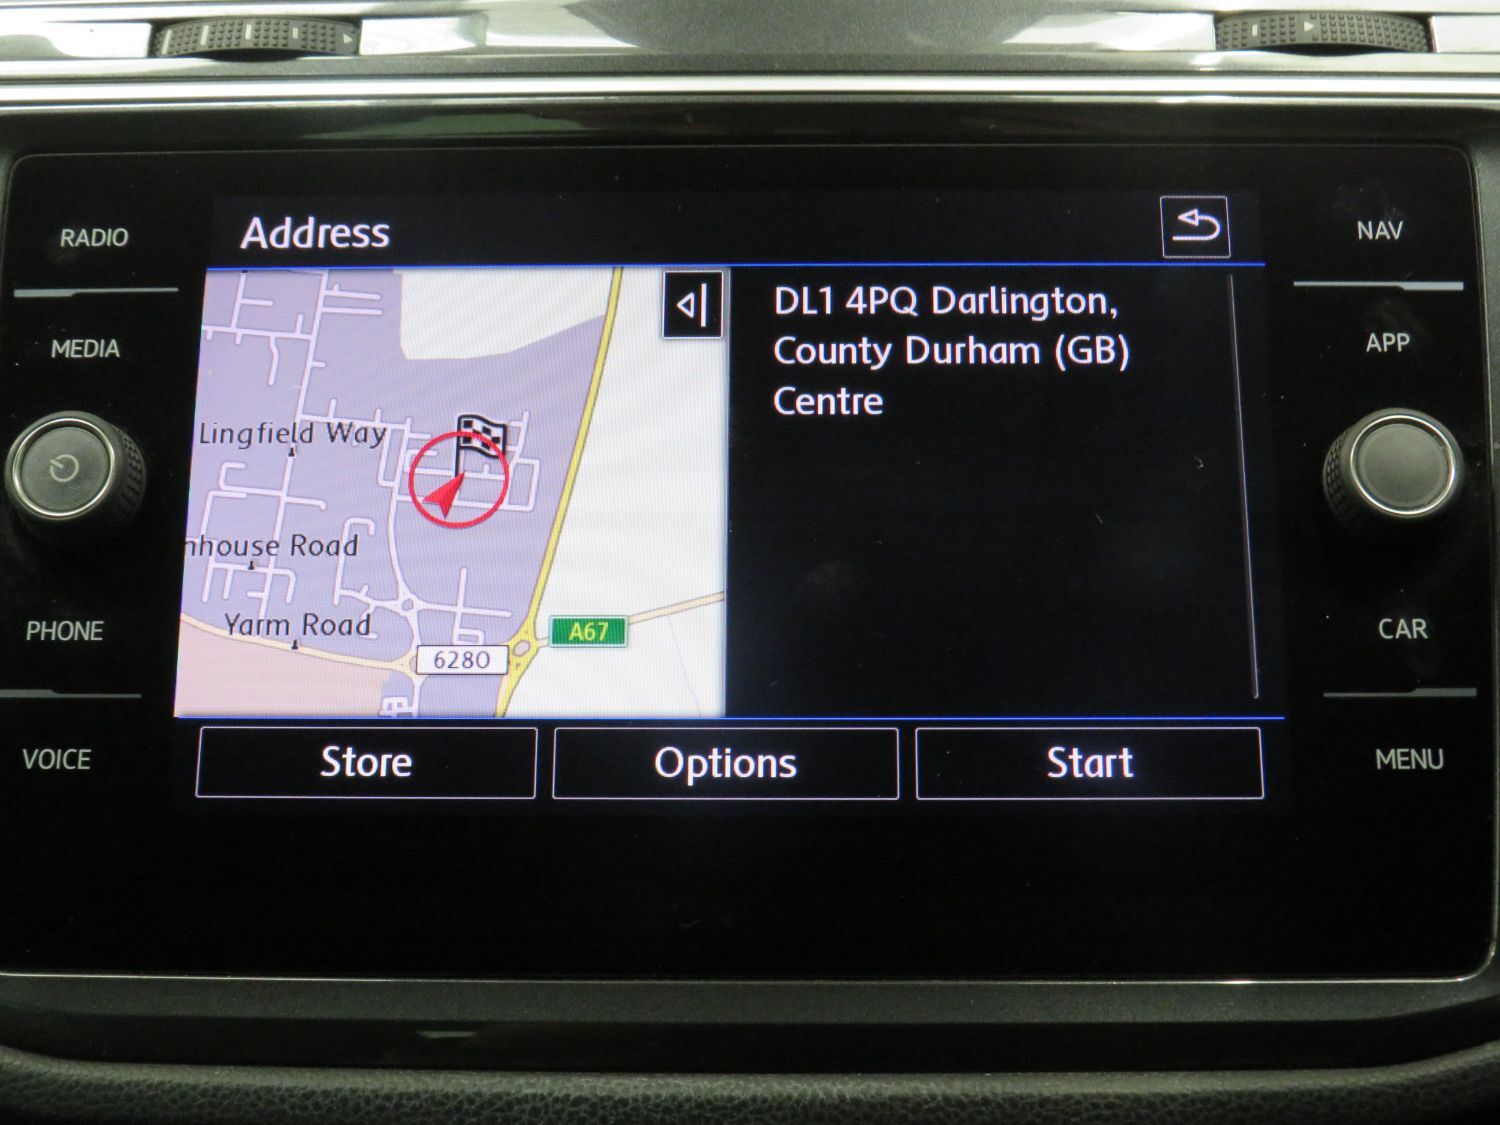 RADIO
MEDIA
PHONE
VOICE
Address
Lingfield Way
nhouse Road
Yarm Road
6280
A67
DL1 4PQ Darlington,
County Durham (GB)
Centre
Store
Options
Start
NAV
APP
CAR
MENU